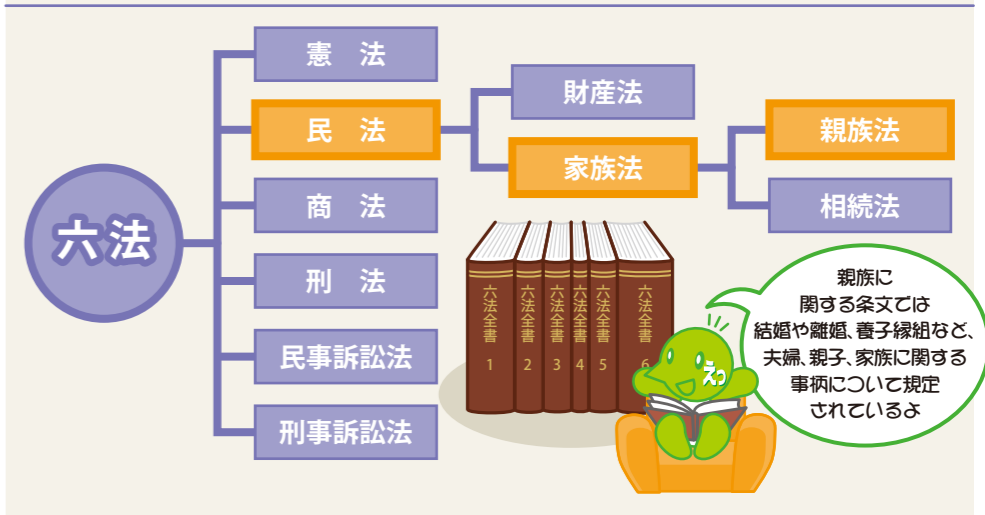 六法
憲　法
民　法
商　法
刑　法
民事訴訟法
刑事訴訟法
財産法
家族法
親族法
相続法
六法全書 1
六法全書 2
六法全書 3
六法全書 4
六法全書 5
六法全書 6
えっ
親族に
関する条文では
結婚や離婚、養子縁組など、
夫婦、親子、家族に関する
事柄について規定
されているよ